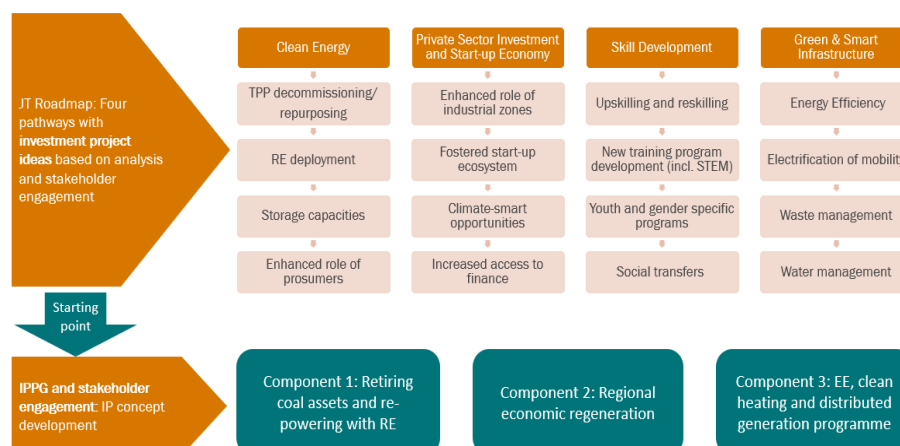 JT Roadmap: Four
pathways with
investment project
ideas based on analysis
and stakeholder
engagement
Clean Energy
TPP decommissioning/
repurposing
RE deployment
Storage capacities
Enhanced role of
prosumers
Private Sector Investment
and Start-up Economy
Enhanced role of
industrial zones
Fostered start-up
ecosystem
Climate-smart
opportunities
Increased access to
finance
Skill Development
Upskilling and reskilling
New training program
development (incl. STEM)
Youth and gender specific
programs
Social transfers
Green & Smart
Infrastructure
Energy Efficiency
Electrification of mobility
Waste management
Water management
Starting
point
IPPG and stakeholder
engagement: IP concept
development
Component 1: Retiring
coal assets and re-
powering with RE
Component 2: Regional
economic regeneration
Component 3: EE, clean
heating and distributed
generation programme